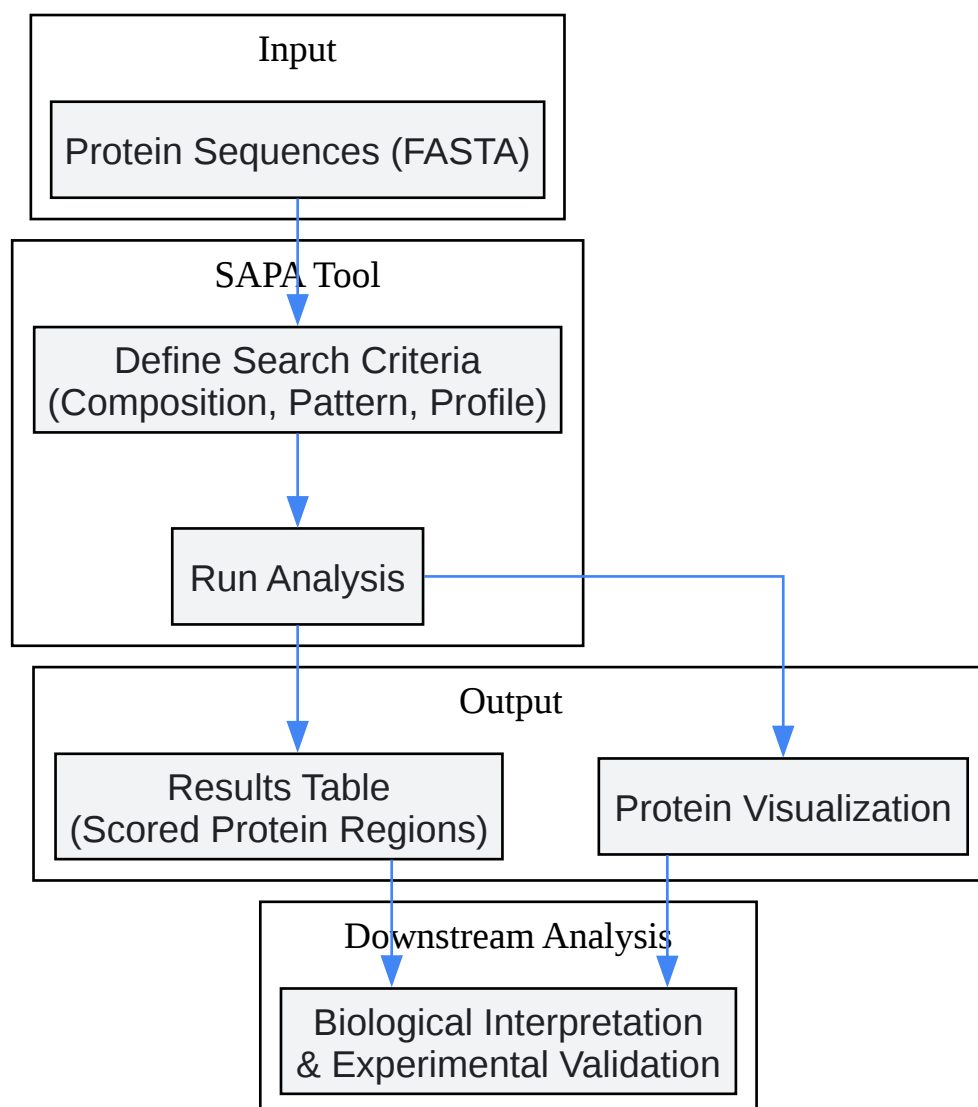 Input
Protein Sequences (FASTA)
SAPA Tool
Define Search Criteria
(Composition, Pattern, Profile)
Run Analysis
Output
Results Table
(Scored Protein Regions)
Protein Visualization
Downstream Analysis
Biological Interpretation
& Experimental Validation